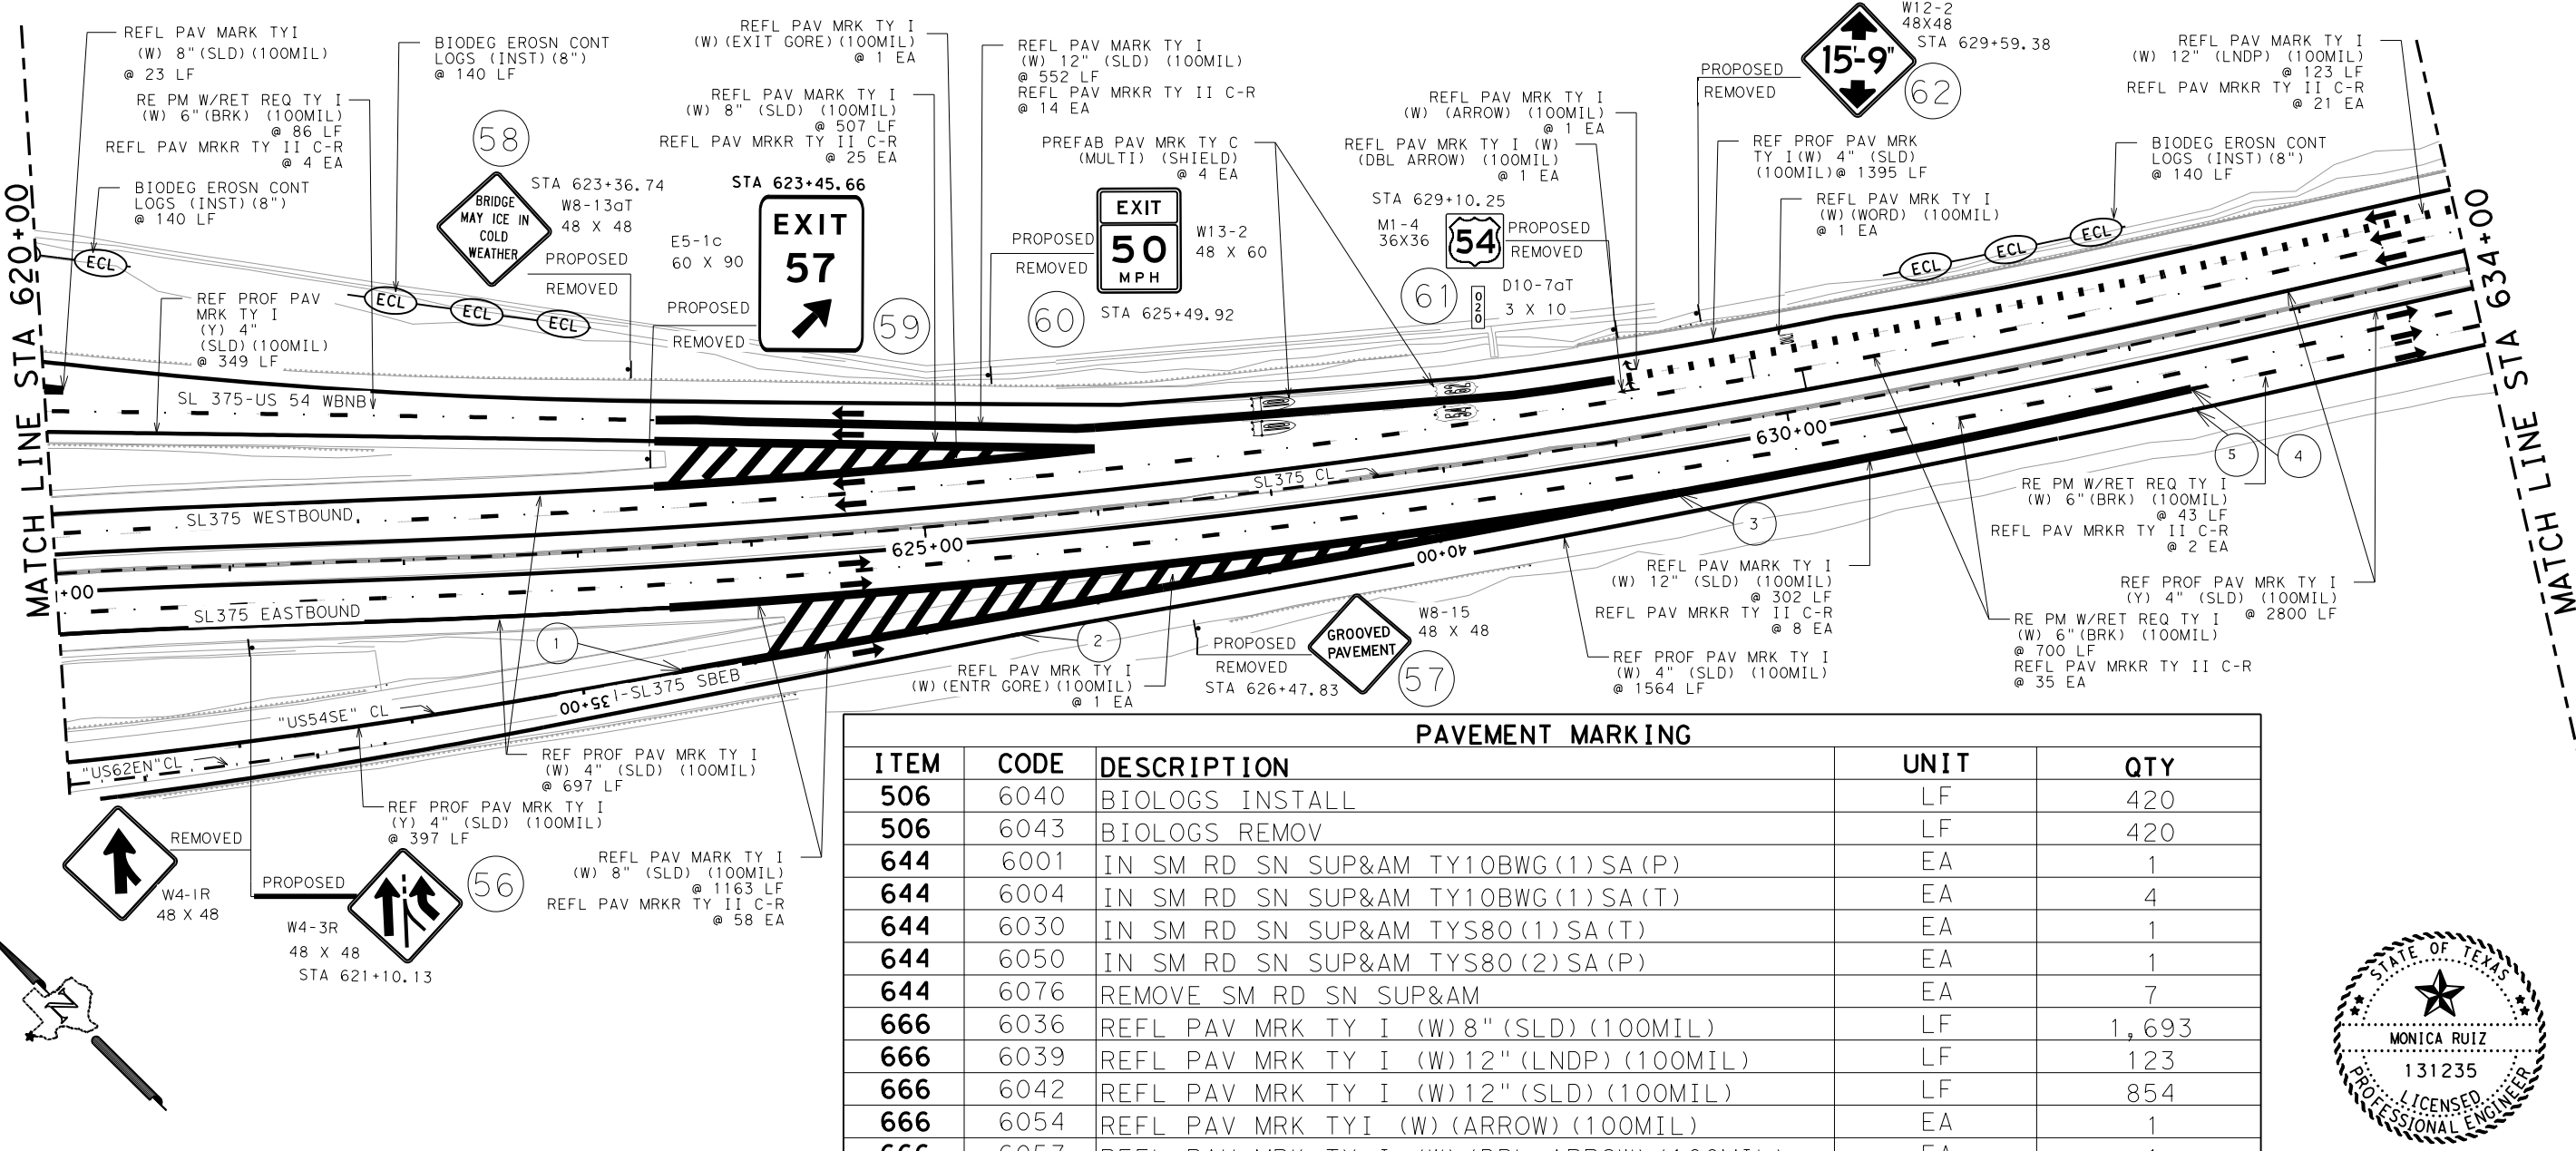 REFL PAV MARK TYI
(W) 8"(SLD)(100MIL)
@ 23 LF
RE PM W/RET REQ TY I
(W) 6"(BRK) (100MIL)
@ 86 LF
REFL PAV MRKR TY II C-R
@ 4 EA
BIODEG EROSN CONT
LOGS (INST)(8")
@ 140 LF
BIODEG EROSN CONT
LOGS (INST)(8")
@ 140 LF
58
BRIDGE
MAY ICE IN
COLD
WEATHER
STA 623+36.74
W8-13aT
48 X 48
PROPOSED
REMOVED
REFL PAV MRK TY I
(W)(EXIT GORE)(100MIL)
@ 1 EA
REFL PAV MARK TY I
(W) 8" (SLD) (100MIL)
@ 507 LF
REFL PAV MRKR TY II C-R
@ 25 EA
STA 623+45.66
EXIT
57
E5-1c
60 X 90
PROPOSED
REMOVED
59
REFL PAV MARK TY I
(W) 12" (SLD) (100MIL)
@ 552 LF
REFL PAV MRKR TY II C-R
@ 14 EA
PREFAB PAV MRK TY C
(MULTI) (SHIELD)
@ 4 EA
EXIT
50
MPH
PROPOSED
REMOVED
W13-2
48 X 60
60
STA 625+49.92
REFL PAV MRK TY I
(W) (ARROW) (100MIL)
@ 1 EA
REFL PAV MRK TY I (W)
(DBL ARROW) (100MIL)
@ 1 EA
STA 629+10.25
M1-4
36X36
54
PROPOSED
REMOVED
61
020
D10-7aT
3 X 10
PROPOSED
REMOVED
15'-9"
W12-2
48X48
STA 629+59.38
62
REF PROF PAV MRK
TY I(W) 4" (SLD)
(100MIL)@ 1395 LF
REFL PAV MRK TY I
(W)(WORD) (100MIL)
@ 1 EA
REFL PAV MARK TY I
(W) 12" (LNDP) (100MIL)
@ 123 LF
REFL PAV MRKR TY II C-R
@ 21 EA
BIODEG EROSN CONT
LOGS (INST)(8")
@ 140 LF
MATCH LINE STA 620+00
MATCH LINE STA 634+00
ECL
ECL
ECL
ECL
ECL
ECL
ECL
REF PROF PAV
MRK TY I
(Y) 4"
(SLD)(100MIL)
@ 349 LF
SL 375-US 54 WBNB
SL375 WESTBOUND
SL375 CL
625+00
630+00
+00
SL375 EASTBOUND
40+00
35+00
I-SL375 SBEB
"US54SE" CL
"US62EN"CL
1
2
3
4
5
RE PM W/RET REQ TY I
(W) 6"(BRK) (100MIL)
@ 43 LF
REFL PAV MRKR TY II C-R
@ 2 EA
REFL PAV MARK TY I
(W) 12" (SLD) (100MIL)
@ 302 LF
REFL PAV MRKR TY II C-R
@ 8 EA
REF PROF PAV MRK TY I
(Y) 4" (SLD) (100MIL)
@ 2800 LF
RE PM W/RET REQ TY I
(W) 6"(BRK) (100MIL)
@ 700 LF
REFL PAV MRKR TY II C-R
@ 35 EA
REF PROF PAV MRK TY I
(W) 4" (SLD) (100MIL)
@ 1564 LF
PROPOSED
REMOVED
STA 626+47.83
GROOVED
PAVEMENT
W8-15
48 X 48
57
REFL PAV MRK TY I
(W)(ENTR GORE)(100MIL)
@ 1 EA
REF PROF PAV MRK TY I
(W) 4" (SLD) (100MIL)
@ 697 LF
REF PROF PAV MRK TY I
(Y) 4" (SLD) (100MIL)
@ 397 LF
REFL PAV MARK TY I
(W) 8" (SLD) (100MIL)
@ 1163 LF
REFL PAV MRKR TY II C-R
@ 58 EA
REMOVED
W4-1R
48 X 48
PROPOSED
56
W4-3R
48 X 48
STA 621+10.13
N
PAVEMENT MARKING
ITEM CODE DESCRIPTION UNIT QTY
506 6040 BIOLOGS INSTALL LF 420
506 6043 BIOLOGS REMOV LF 420
644 6001 IN SM RD SN SUP&AM TY10BWG(1)SA(P) EA 1
644 6004 IN SM RD SN SUP&AM TY10BWG(1)SA(T) EA 4
644 6030 IN SM RD SN SUP&AM TYS80(1)SA(T) EA 1
644 6050 IN SM RD SN SUP&AM TYS80(2)SA(P) EA 1
644 6076 REMOVE SM RD SN SUP&AM EA 7
666 6036 REFL PAV MRK TY I (W)8"(SLD)(100MIL) LF 1,693
666 6039 REFL PAV MRK TY I (W)12"(LNDP)(100MIL) LF 123
666 6042 REFL PAV MRK TY I (W)12"(SLD)(100MIL) LF 854
666 6054 REFL PAV MRK TYI (W)(ARROW)(100MIL) EA 1
STATE OF TEXAS
MONICA RUIZ
131235
LICENSED
PROFESSIONAL ENGINEER